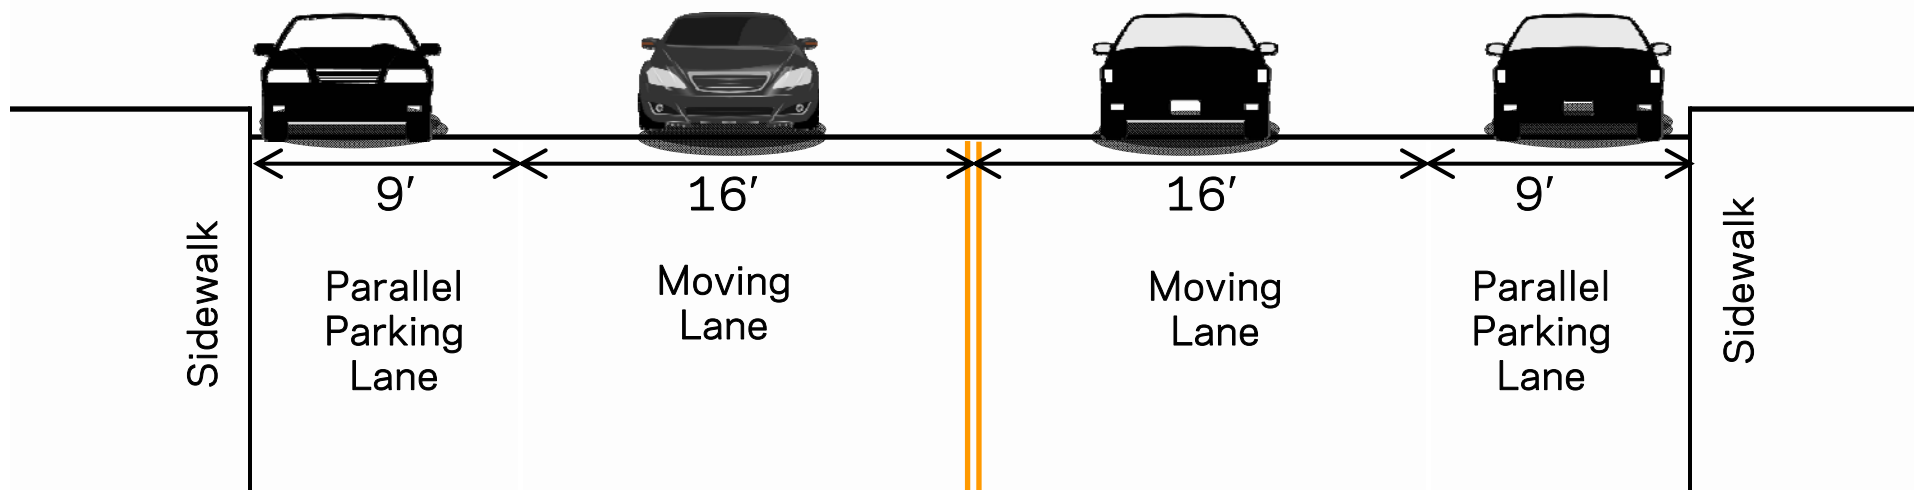 9′
16′
16′
9′
Sidewalk
Parallel
Parking
Lane
Moving
Lane
Moving
Lane
Parallel
Parking
Lane
Sidewalk